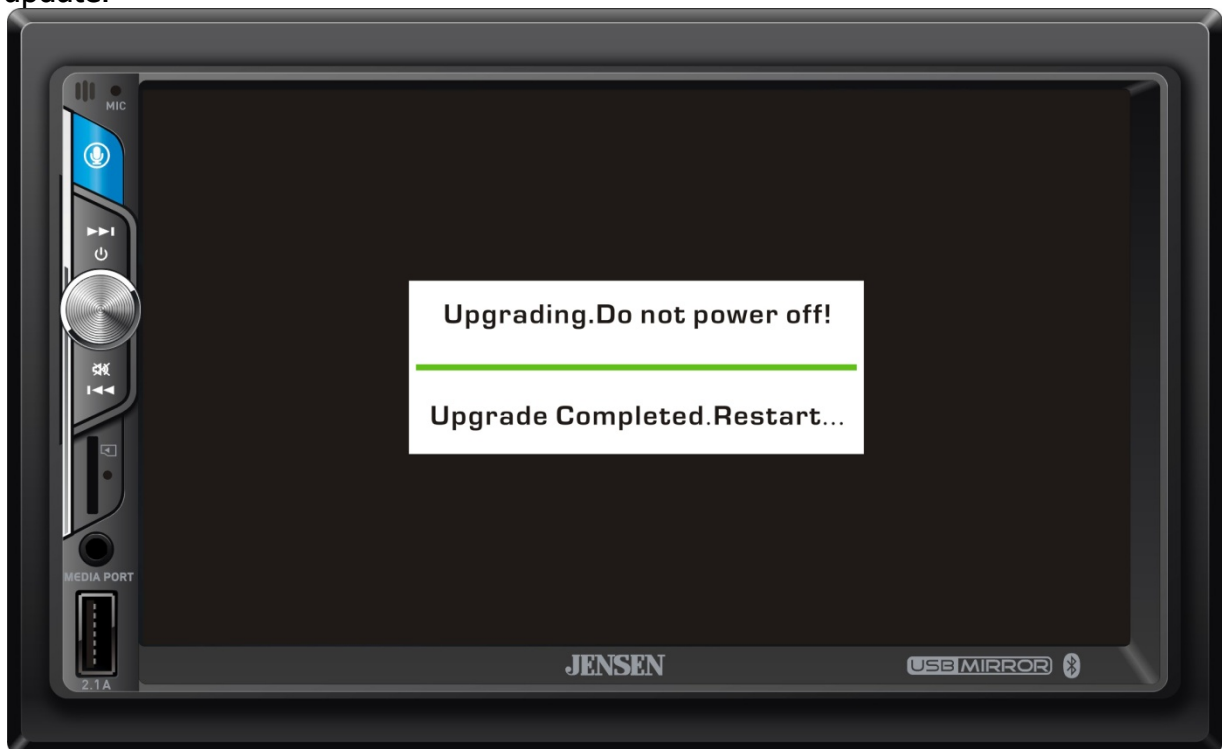 update.
MIC
Upgrading.Do not power off!
Upgrade Completed.Restart...
MEDIA PORT
2.1A
JENSEN
USB MIRROR